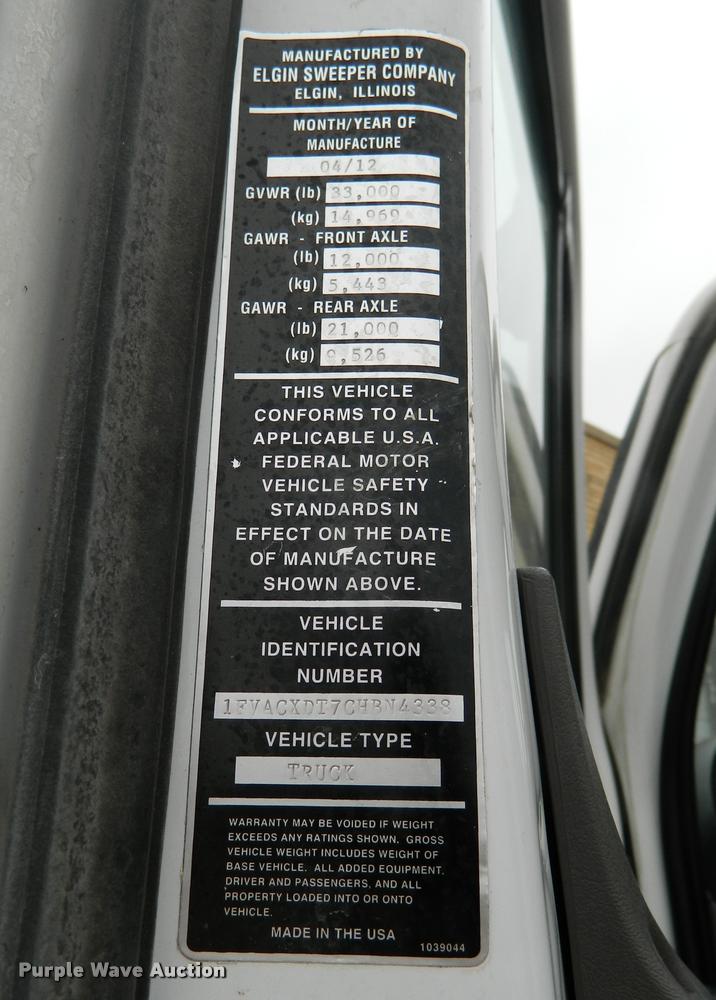 MANUFACTURED BY
ELGIN SWEEPER COMPANY
ELGIN, ILLINOIS
MONTH/YEAR OF
MANUFACTURE
04/12
GVWR (lb) 33,000
(kg) 14,969
GAWR - FRONT AXLE
(lb) 12,000
(kg) 5,443
GAWR - REAR AXLE
(lb) 21,000
(kg) 9,526
THIS VEHICLE
CONFORMS TO ALL
APPLICABLE U.S.A.
FEDERAL MOTOR
VEHICLE SAFETY
STANDARDS IN
EFFECT ON THE DATE
OF MANUFACTURE
SHOWN ABOVE.
VEHICLE
IDENTIFICATION
NUMBER
1FVACXDT7CHBN4338
VEHICLE TYPE
TRUCK
WARRANTY MAY BE VOIDED IF WEIGHT
EXCEEDS ANY RATINGS SHOWN. GROSS
VEHICLE WEIGHT INCLUDES WEIGHT OF
BASE VEHICLE. ALL ADDED EQUIPMENT,
DRIVER AND PASSENGERS, AND ALL
PROPERTY LOADED INTO OR ONTO
VEHICLE.
MADE IN THE USA
1039044
Purple Wave Auction